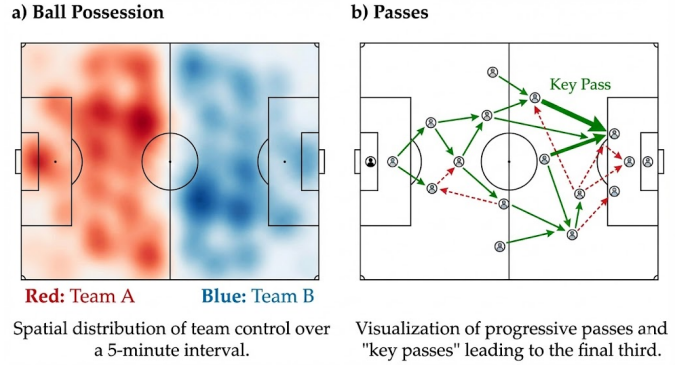 a) Ball Possession
b) Passes
Key Pass
Red: Team A
Blue: Team B
Spatial distribution of team control over
a 5-minute interval.
Visualization of progressive passes and
"key passes" leading to the final third.